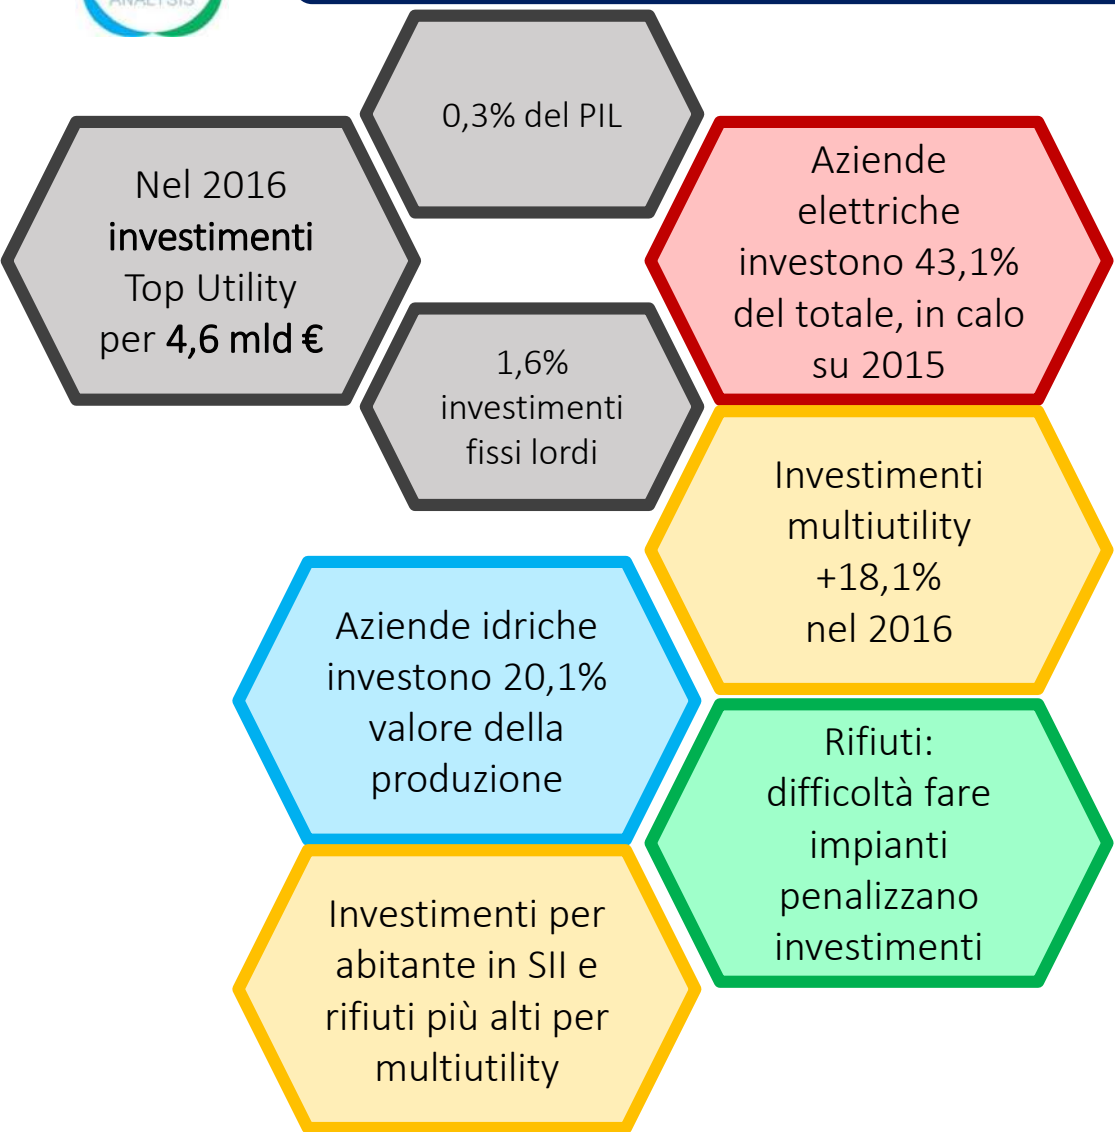 ANALYSIS
0,3% del PIL
Nel 2016
investimenti
Top Utility
per 4,6 mld €
1,6%
investimenti
fissi lordi
Aziende
elettriche
investono 43,1%
del totale, in calo
su 2015
Investimenti
multiutility
+18,1%
nel 2016
Aziende idriche
investono 20,1%
valore della
produzione
Rifiuti:
difficoltà fare
impianti
penalizzano
investimenti
Investimenti per
abitante in SII e
rifiuti più alti per
multiutility